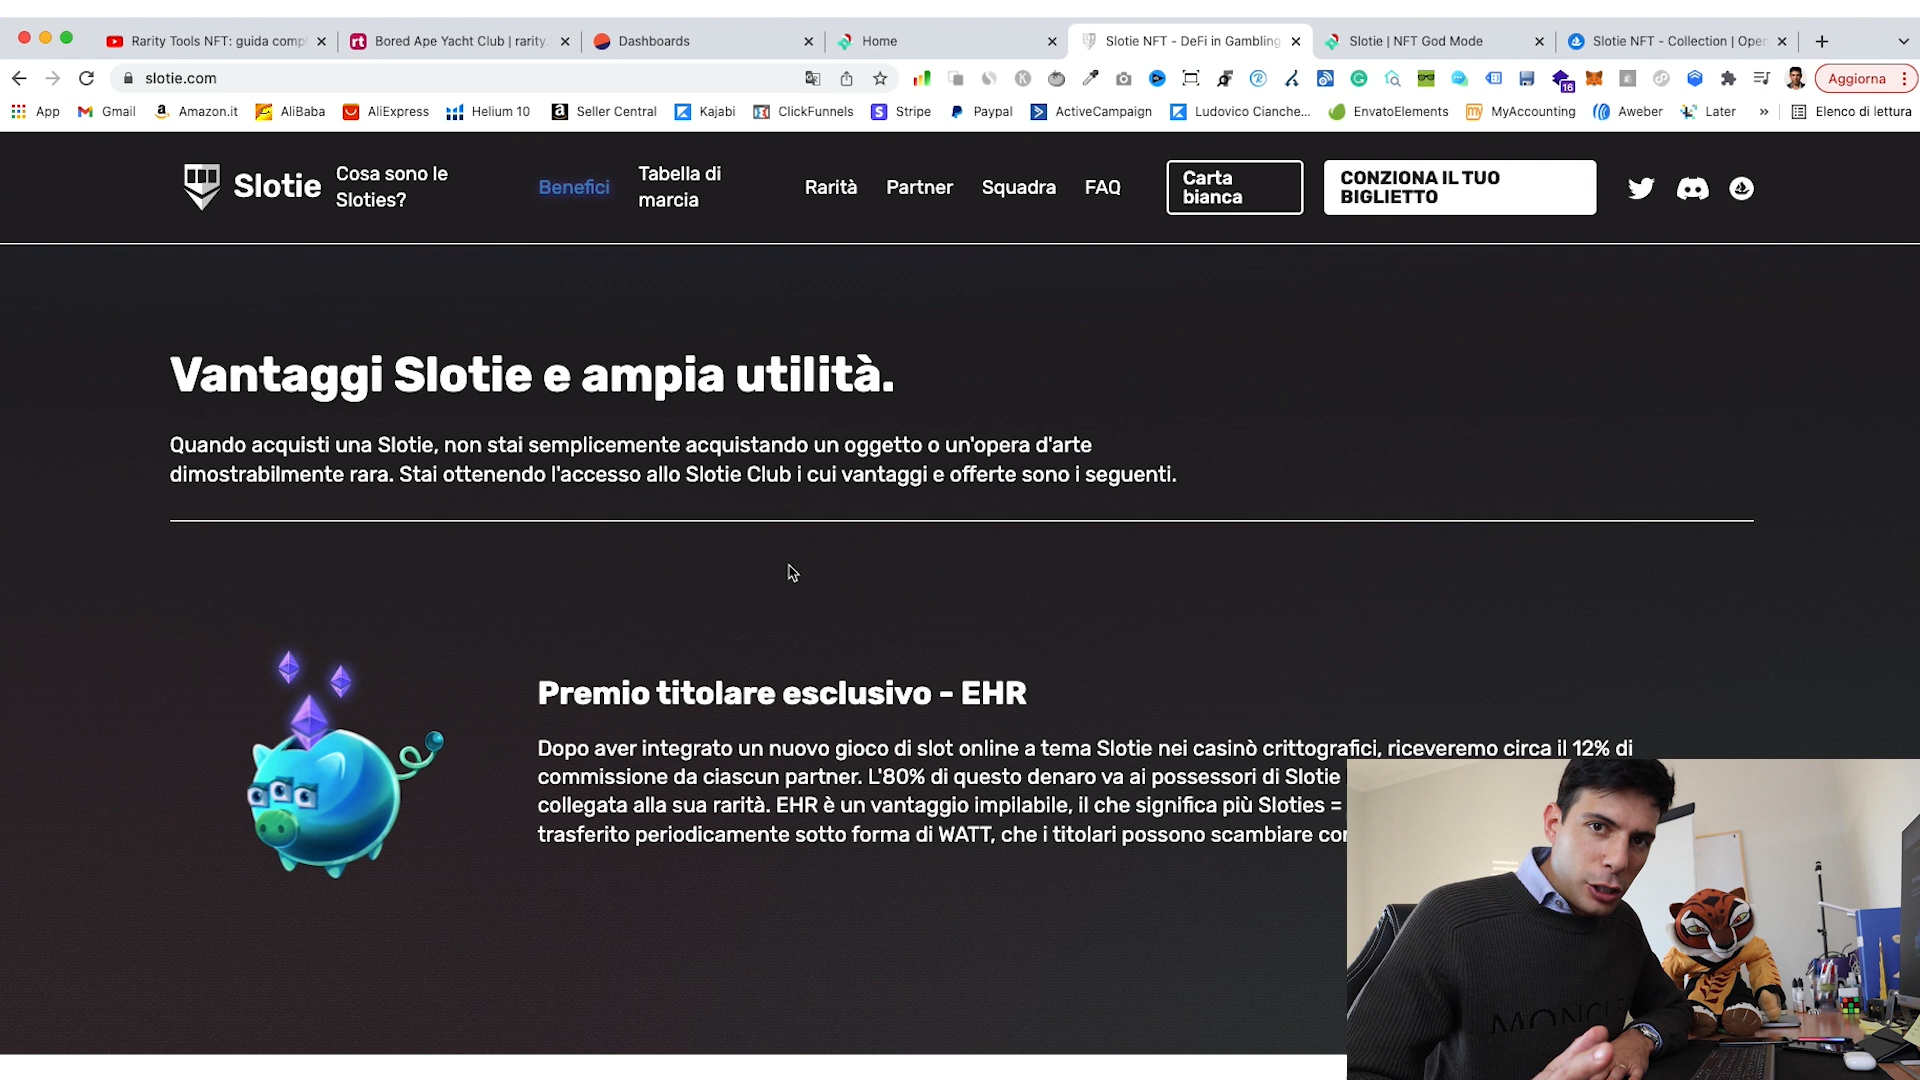 Rarity Tools NFT: guida comp
Bored Ape Yacht Club | rarity.
Dashboards
Home
Slotie NFT - DeFi in Gambling
Slotie | NFT God Mode
Slotie NFT - Collection | Open
slotie.com
16
Aggiorna
App
Gmail
Amazon.it
AliBaba
AliExpress
Helium 10
Seller Central
Kajabi
ClickFunnels
Stripe
Paypal
ActiveCampaign
Ludovico Cianche...
EnvatoElements
MyAccounting
Aweber
Later
»
Elenco di lettura
Slotie
Cosa sono le
Sloties?
Benefici
Tabella di
marcia
Rarità
Partner
Squadra
FAQ
Carta
bianca
CONZIONA IL TUO
BIGLIETTO
Vantaggi Slotie e ampia utilità.
Quando acquisti una Slotie, non stai semplicemente acquistando un oggetto o un'opera d'arte
dimostrabilmente rara. Stai ottenendo l'accesso allo Slotie Club i cui vantaggi e offerte sono i seguenti.
Premio titolare esclusivo - EHR
Dopo aver integrato un nuovo gioco di slot online a tema Slotie nei casinò crittografici, riceveremo circa il 12% di
commissione da ciascun partner. L'80% di questo denaro va ai possessori di Slotie
collegata alla sua rarità. EHR è un vantaggio impilabile, il che significa più Sloties =
trasferito periodicamente sotto forma di WATT, che i titolari possono scambiare